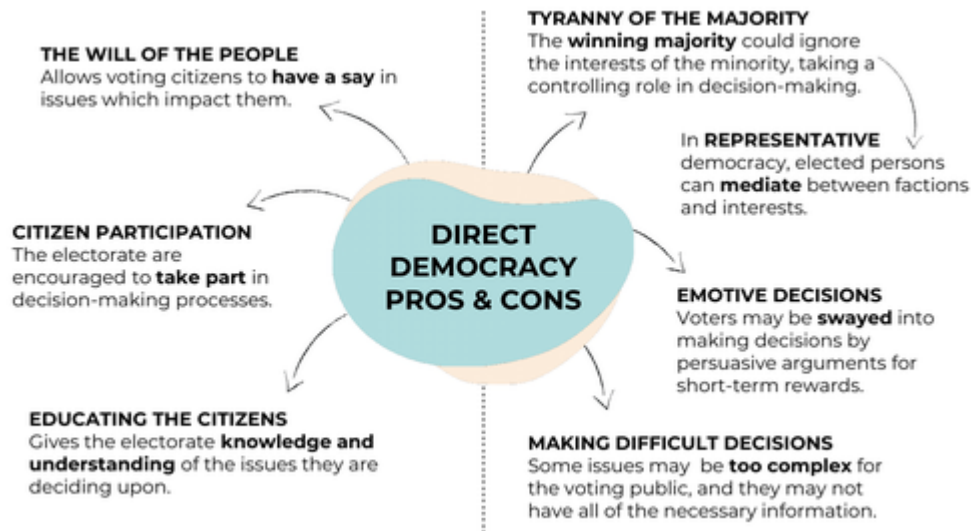 THE WILL OF THE PEOPLE
Allows voting citizens to have a say in
issues which impact them.
CITIZEN PARTICIPATION
The electorate are
encouraged to take part in
decision-making processes.
EDUCATING THE CITIZENS
Gives the electorate knowledge and
understanding of the issues they are
deciding upon.
DIRECT
DEMOCRACY
PROS & CONS
TYRANNY OF THE MAJORITY
The winning majority could ignore
the interests of the minority, taking a
controlling role in decision-making.
In REPRESENTATIVE
democracy, elected persons
can mediate between factions
and interests.
EMOTIVE DECISIONS
Voters may be swayed into
making decisions by
persuasive arguments for
short-term rewards.
MAKING DIFFICULT DECISIONS
Some issues may be too complex for
the voting public, and they may not
have all of the necessary information.